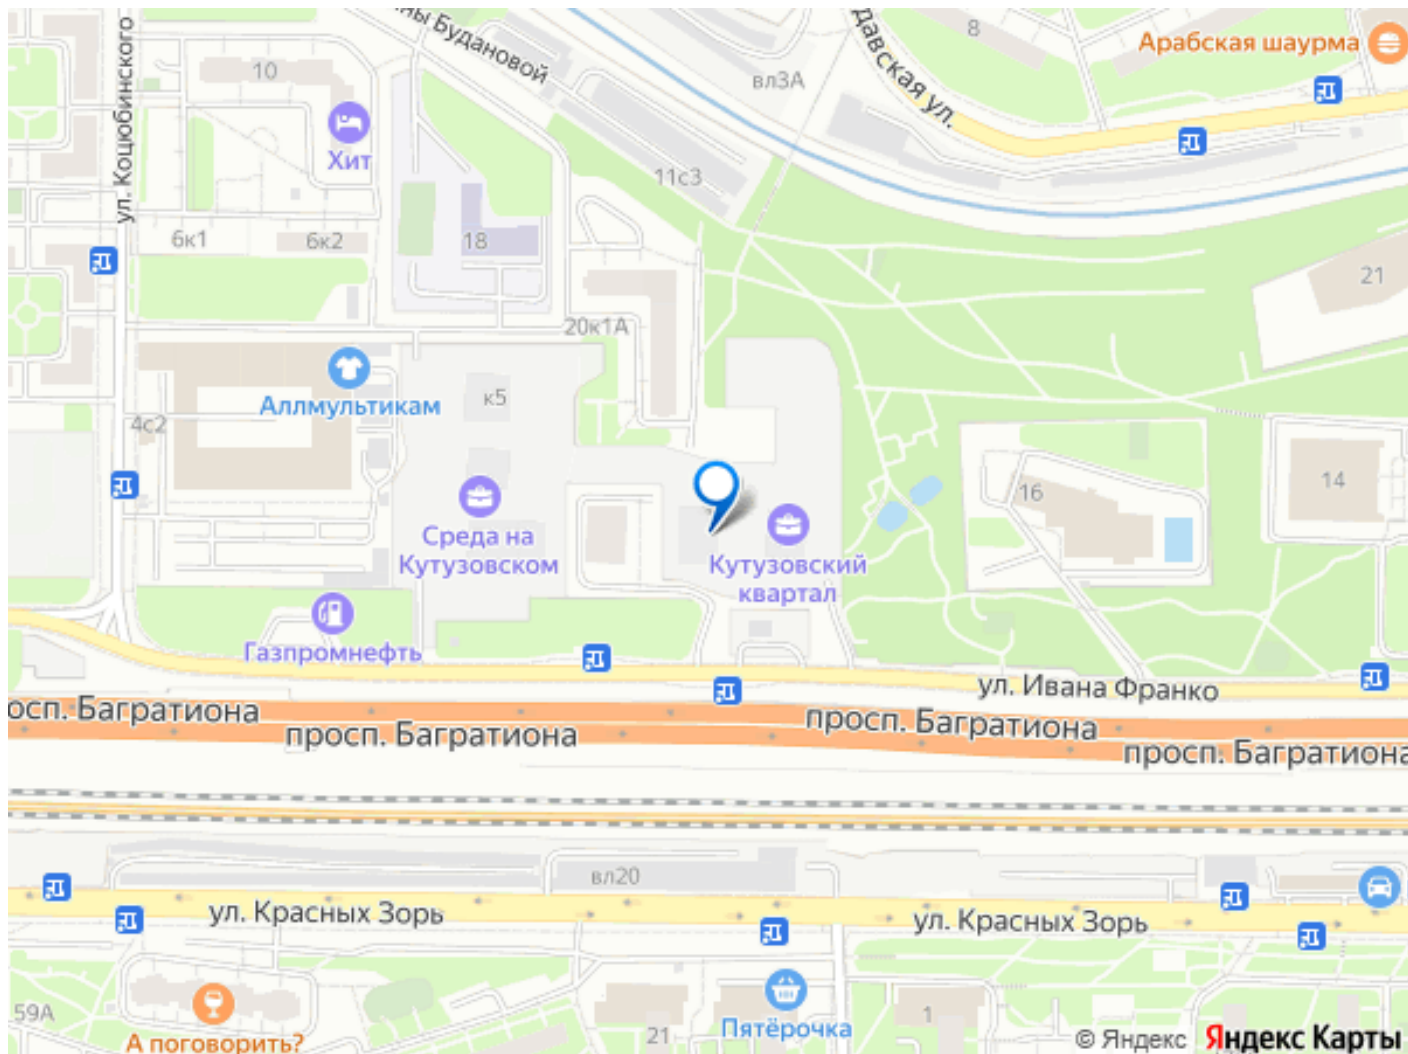 ул. Коцюбинского
ны Будановой
давская ул.
8
Арабская шаурма
10
вл3А
Хит
11с3
6к1
6к2
18
21
20к1А
к5
Аллмультикам
4с2
14
16
Среда на
Кутузовском
Кутузовский
квартал
Газпромнефть
ул. Ивана Франко
осп. Багратиона
просп. Багратиона
просп. Багратиона
просп. Багратиона
вл20
ул. Красных Зорь
ул. Красных Зорь
59А
А поговорить?
21
Пятёрочка
1
© Яндекс Яндекс Карты